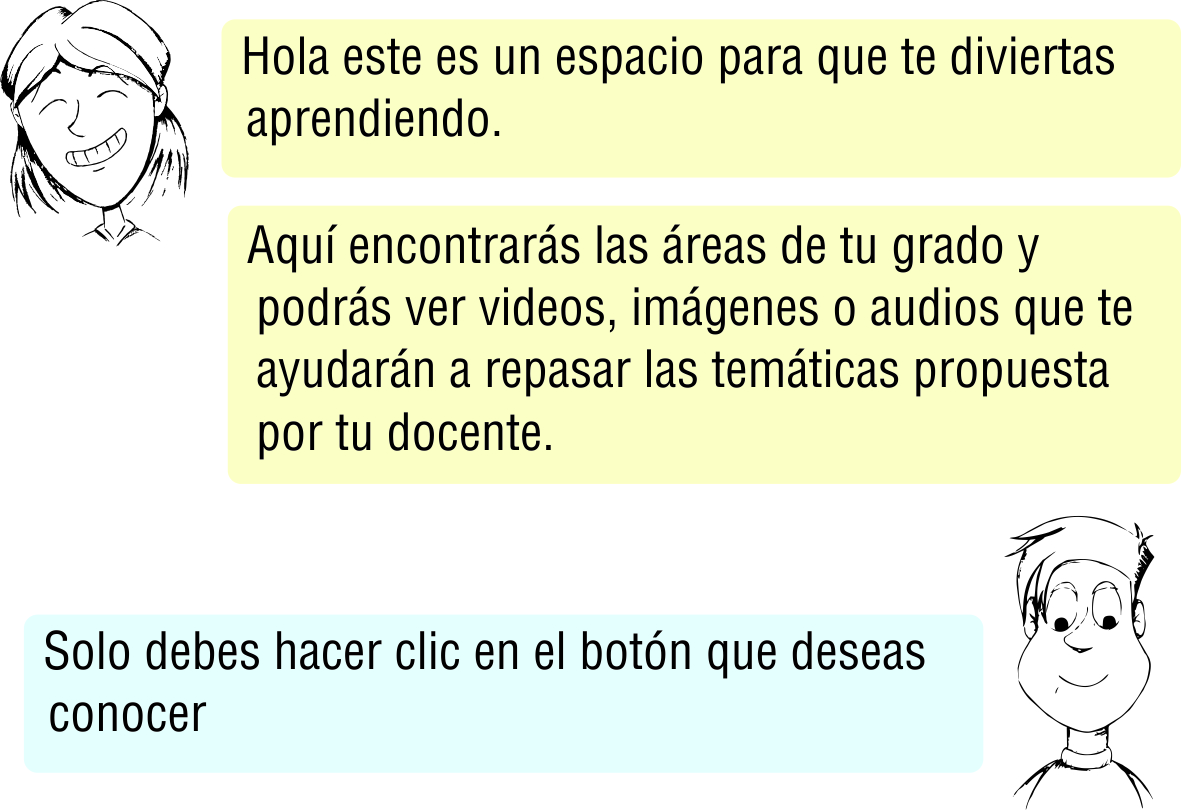 Hola este es un espacio para que te diviertas
aprendiendo.
Aquí encontrarás las áreas de tu grado y
podrás ver videos, imágenes o audios que te
ayudarán a repasar las temáticas propuesta
por tu docente.
Solo debes hacer clic en el botón que deseas
conocer